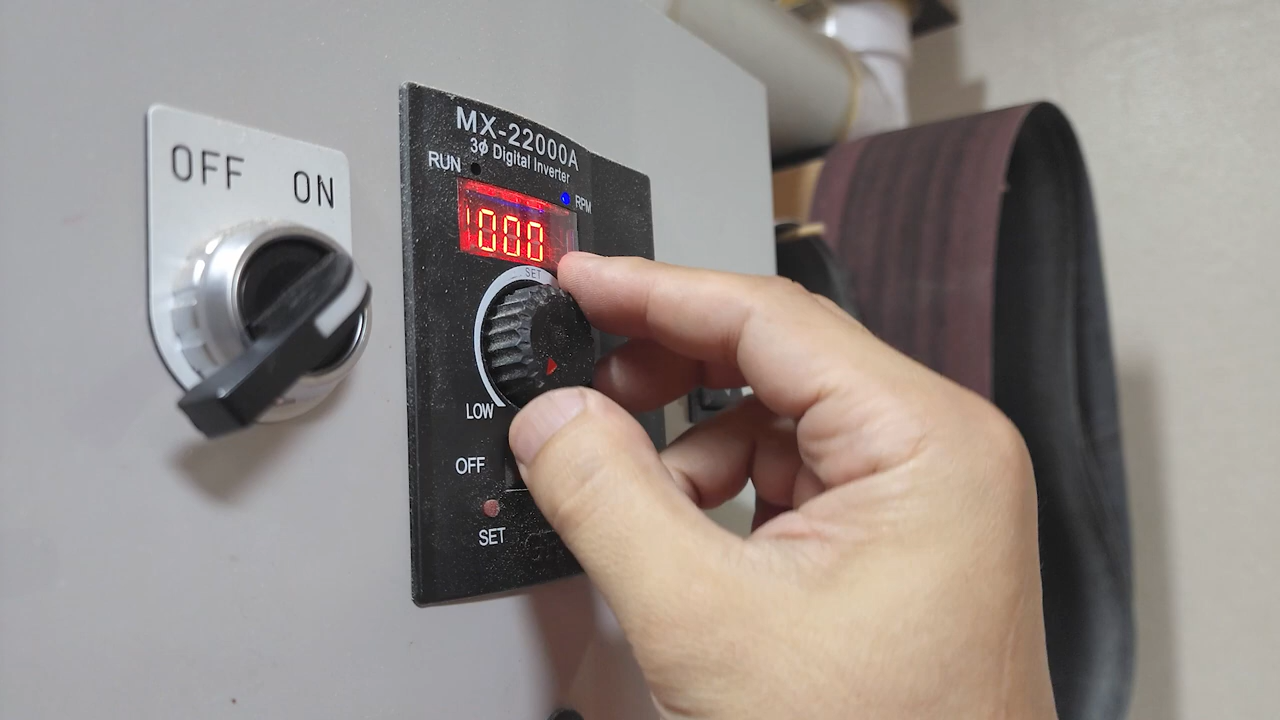 OFF
ON
MX-22000A
3ϕ Digital Inverter
RUN
RPM
1000
SET
LOW
OFF
SET